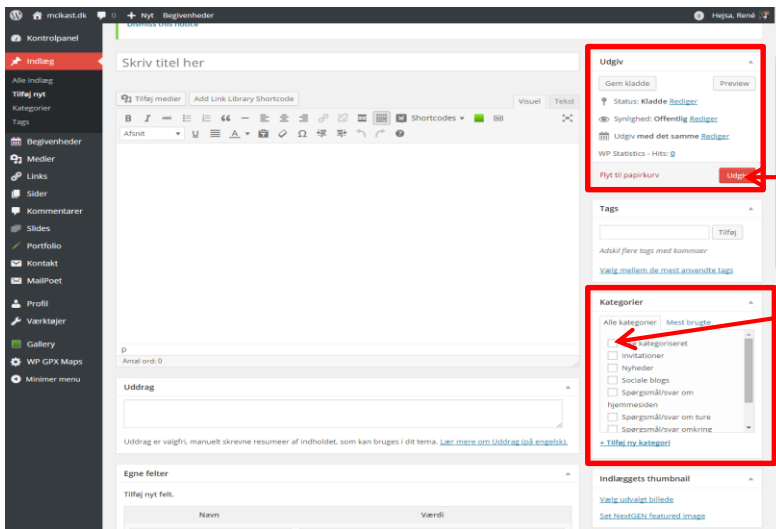 mcikast.dk 0 + Nyt Begivenheder Hejsa, René
Dismiss this notice
Kontrolpanel
Indlæg
Alle indlæg
Tilføj nyt
Kategorier
Tags
Begivenheder
Medier
Links
Sider
Kommentarer
Slides
Portfolio
Kontakt
MailPoet
Profil
Værktøjer
Gallery
WP GPX Maps
Minimer menu
Skriv titel her
Tilføj medier Add Link Library Shortcode
Visuel Tekst
B I Shortcodes
Afsnit U A Ω
p
Antal ord: 0
Uddrag
Uddrag er valgfri, manuelt skrevne resumeer af indholdet, som kan bruges i dit tema. Lær mere om Uddrag (på engelsk).
Egne felter
Tilføj nyt felt.
Navn Værdi
Udgiv
Gem kladde Preview
Status: Kladde Rediger
Synlighed: Offentlig Rediger
Udgiv med det samme Rediger
WP Statistics - Hits: 0
Flyt til papirkurv Udgiv
Tags
Tilføj
Adskil flere tags med kommaer
Vælg mellem de mest anvendte tags
Kategorier
Alle kategorier Mest brugte
kategoriseret
Invitationer
Nyheder
Sociale blogs
Spørgsmål/svar om
hjemmesiden
Spørgsmål/svar om ture
Spørgsmål/svar omkring
+ Tilføj ny kategori
Indlæggets thumbnail
Vælg udvalgt billede
Set NextGEN featured image